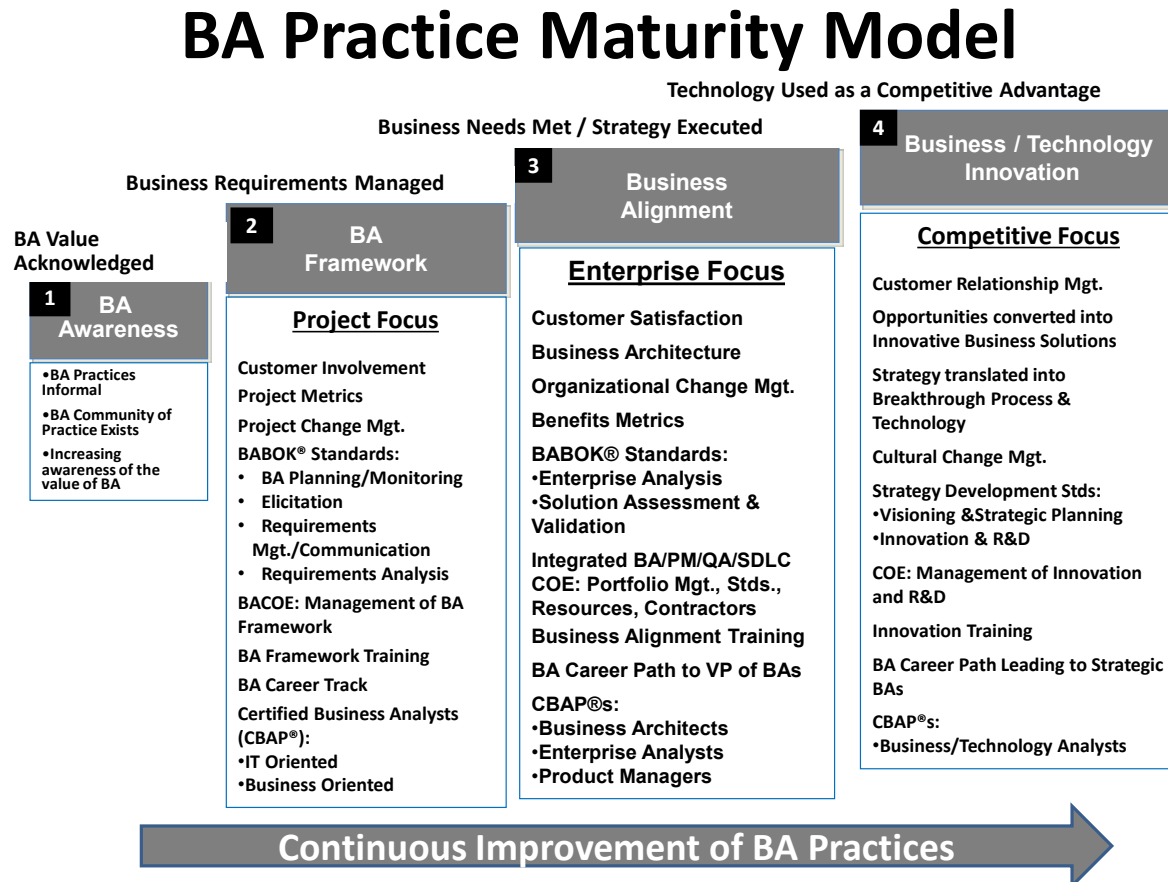 BA Practice Maturity Model
Technology Used as a Competitive Advantage
Business Needs Met / Strategy Executed
Business Requirements Managed
BA Value
Acknowledged
1
BA
Awareness
•BA Practices
Informal
•BA Community of
Practice Exists
•Increasing
awareness of the
value of BA
2
BA
Framework
Project Focus
Customer Involvement
Project Metrics
Project Change Mgt.
BABOK® Standards:
• BA Planning/Monitoring
• Elicitation
• Requirements
Mgt./Communication
• Requirements Analysis
BACOE: Management of BA
Framework
BA Framework Training
BA Career Track
Certified Business Analysts
(CBAP®):
•IT Oriented
•Business Oriented
3
Business
Alignment
Enterprise Focus
Customer Satisfaction
Business Architecture
Organizational Change Mgt.
Benefits Metrics
BABOK® Standards:
•Enterprise Analysis
•Solution Assessment &
Validation
Integrated BA/PM/QA/SDLC
COE: Portfolio Mgt., Stds.,
Resources, Contractors
Business Alignment Training
BA Career Path to VP of BAs
CBAP®s:
•Business Architects
•Enterprise Analysts
•Product Managers
4
Business / Technology
Innovation
Competitive Focus
Customer Relationship Mgt.
Opportunities converted into
Innovative Business Solutions
Strategy translated into
Breakthrough Process &
Technology
Cultural Change Mgt.
Strategy Development Stds:
•Visioning &Strategic Planning
•Innovation & R&D
COE: Management of Innovation
and R&D
Innovation Training
BA Career Path Leading to Strategic
BAs
CBAP®s:
•Business/Technology Analysts
Continuous Improvement of BA Practices